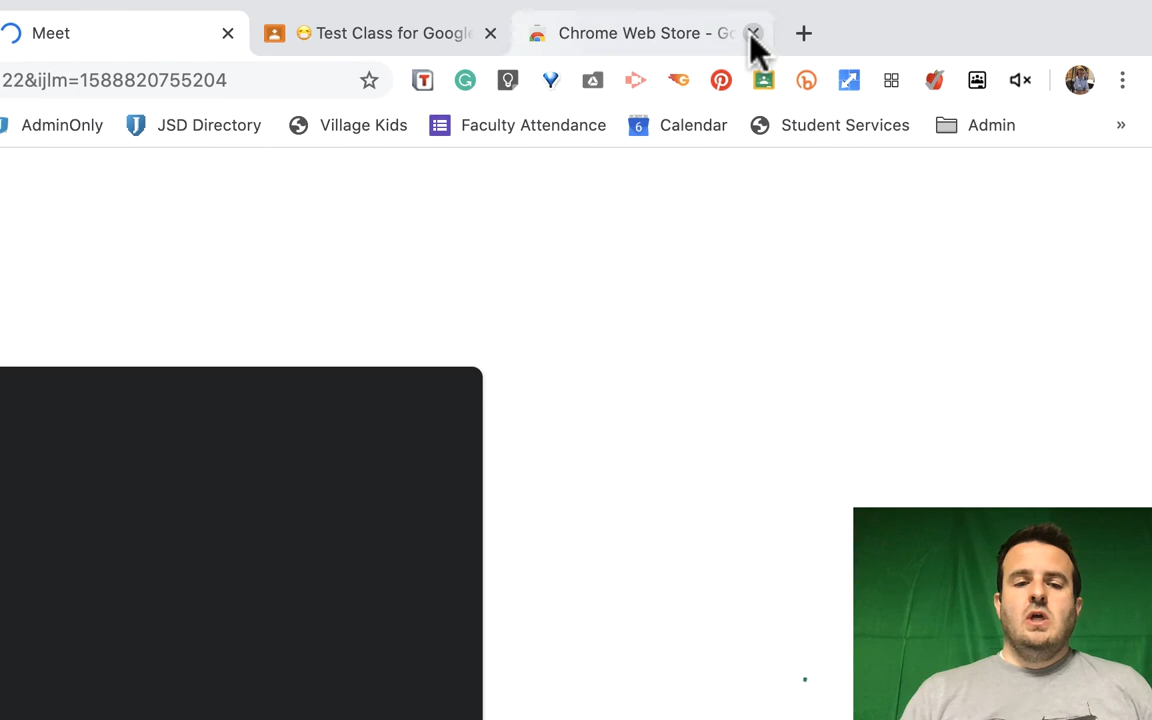 Meet
Test Class for Google
Chrome Web Store - Go
22&ijlm=1588820755204
AdminOnly
JSD Directory
Village Kids
Faculty Attendance
6
Calendar
Student Services
Admin
»